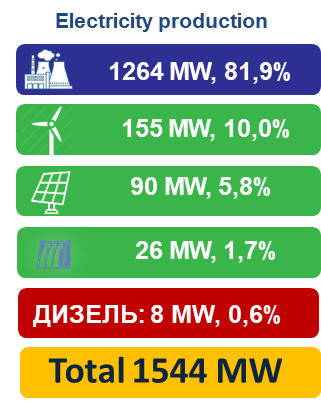 Electricity production
1264 MW, 81,9%
155 MW, 10,0%
90 MW, 5,8%
26 MW, 1,7%
ДИЗЕЛЬ: 8 MW, 0,6%
Total 1544 MW